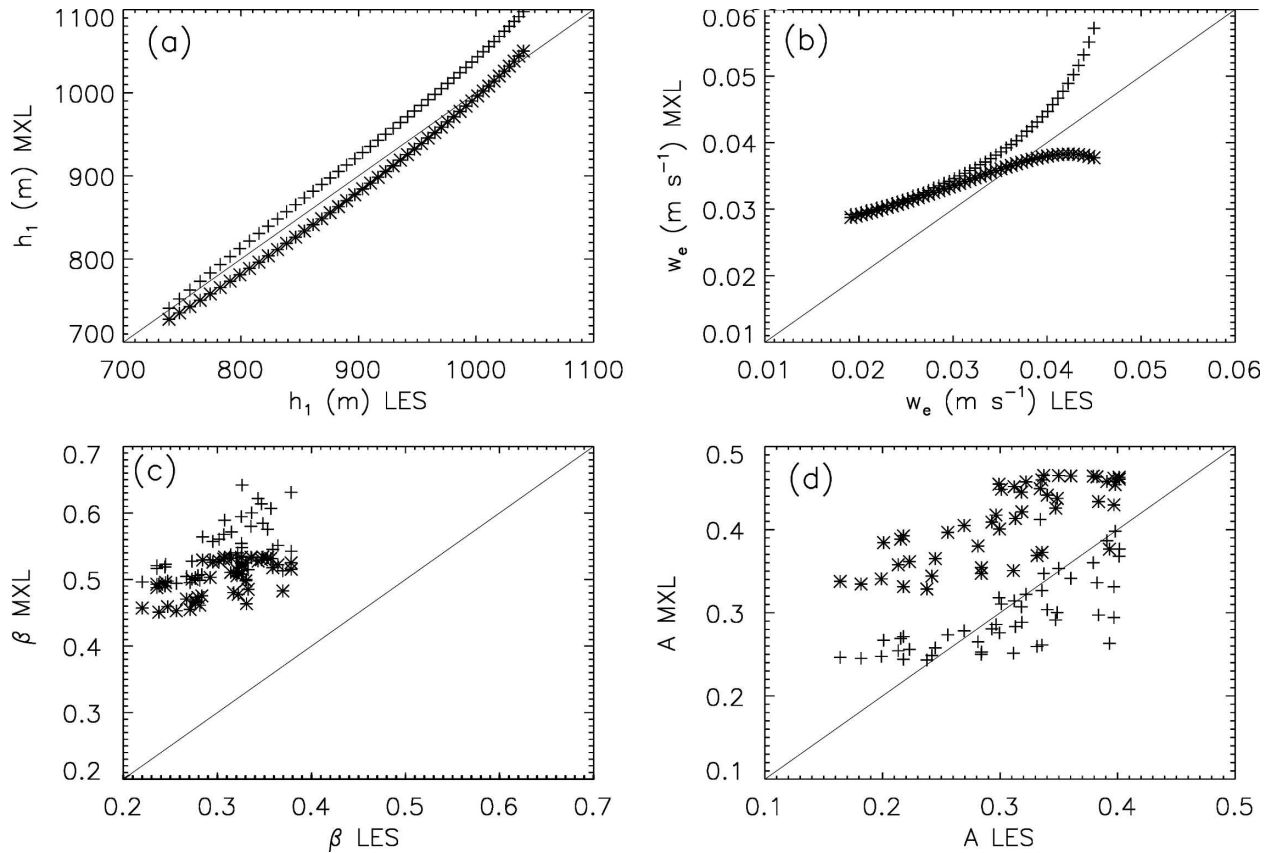 (a)
1100
1000
900
800
700
h₁ (m) MXL
700 800 900 1000 1100
h₁ (m) LES
(b)
0.06
0.05
0.04
0.03
0.02
0.01
wₑ (m s⁻¹) MXL
0.01 0.02 0.03 0.04 0.05 0.06
wₑ (m s⁻¹) LES
(c)
0.7
0.6
0.5
0.4
0.3
0.2
β MXL
0.2 0.3 0.4 0.5 0.6 0.7
β LES
(d)
0.5
0.4
0.3
0.2
0.1
A MXL
0.1 0.2 0.3 0.4 0.5
A LES